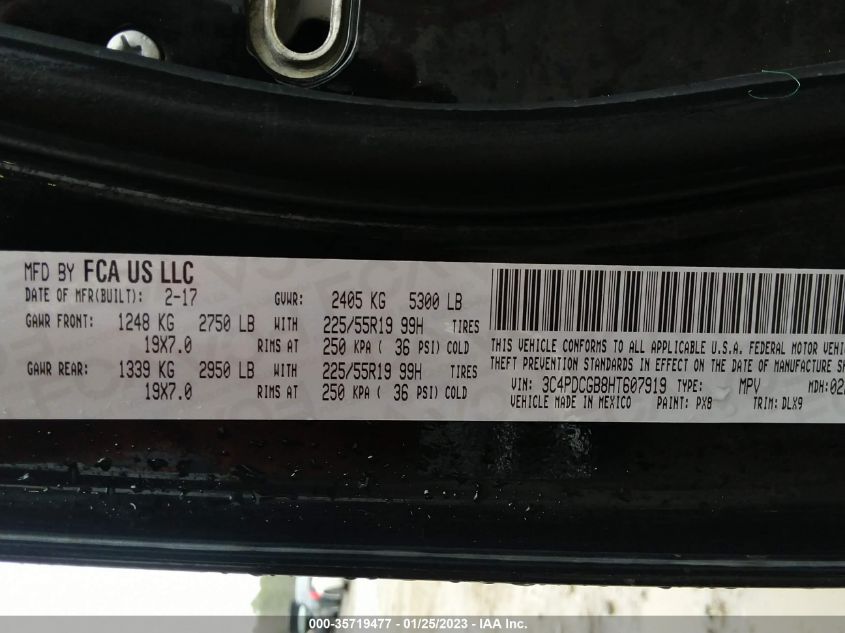 MFD BY FCA US LLC
DATE OF MFR(BUILT): 2-17 GVWR: 2405 KG 5300 LB
GAWR FRONT: 1248 KG 2750 LB WITH 225/55R19 99H TIRES
19X7.0 RIMS AT 250 KPA ( 36 PSI) COLD
GAWR REAR: 1339 KG 2950 LB WITH 225/55R19 99H TIRES
19X7.0 RIMS AT 250 KPA ( 36 PSI) COLD
THIS VEHICLE CONFORMS TO ALL APPLICABLE U.S.A. FEDERAL MOTOR
THEFT PREVENTION STANDARDS IN EFFECT ON THE DATE OF MANUFACTURE
VIN: 3C4PDCGB8HT607919 TYPE: MPV MDH:
VEHICLE MADE IN MEXICO PAINT: PX8 TRIM: DLX9
000-35719477 - 01/25/2023 - IAA Inc.